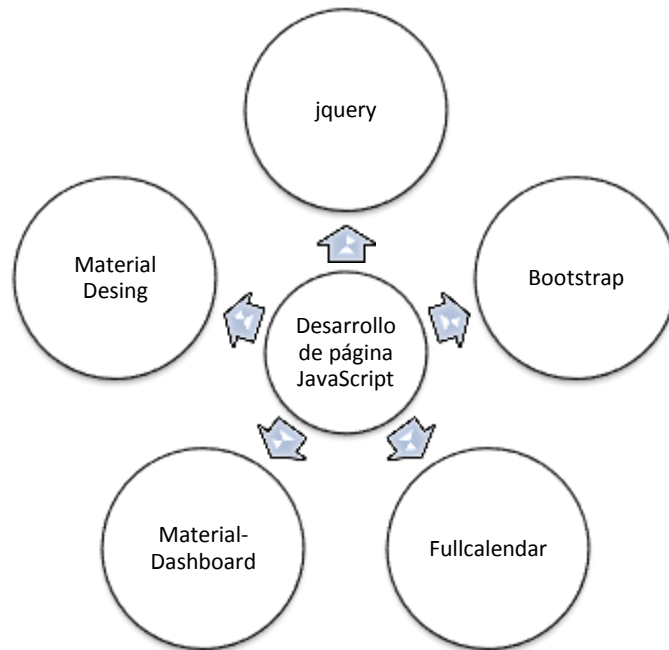 jquery
Material
Desing
Bootstrap
Desarrollo
de página
JavaScript
Material-
Dashboard
Fullcalendar